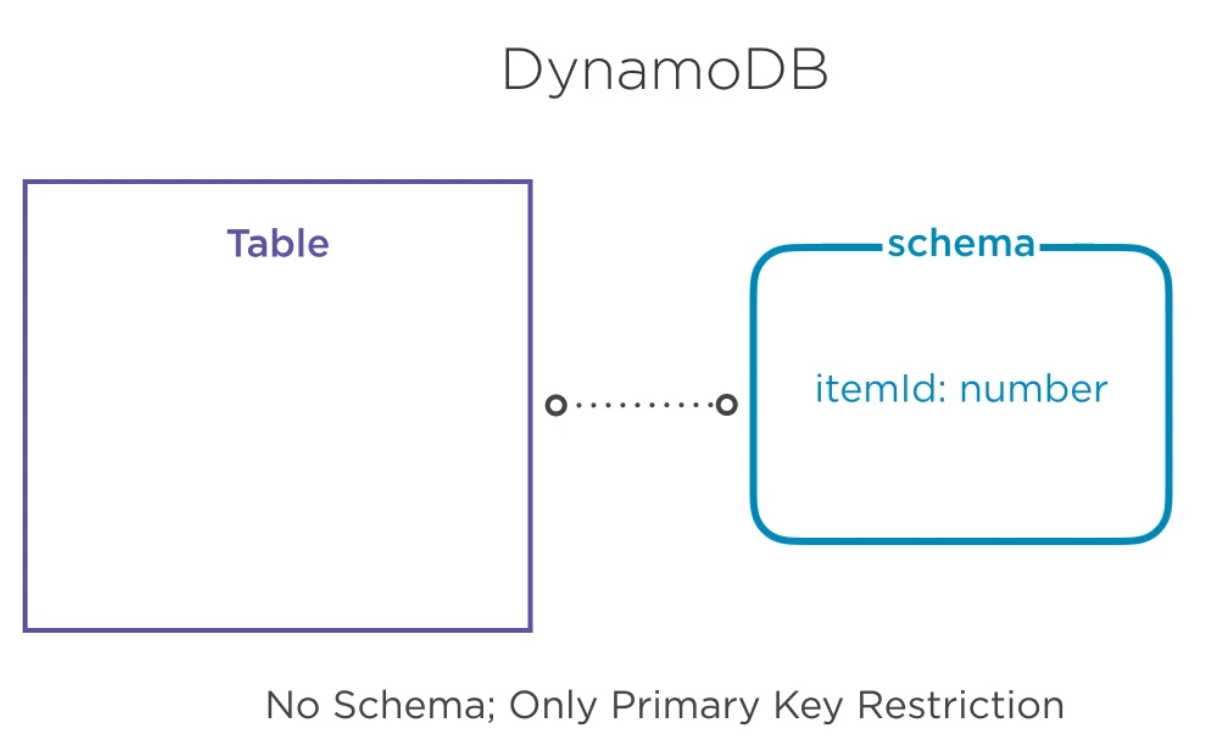 DynamoDB
Table
schema
itemId: number
No Schema; Only Primary Key Restriction